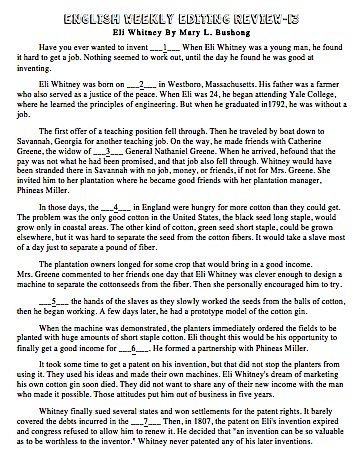 ENGLISH WEEKLY EDITING REVIEW-13
Eli Whitney By Mary L. Bushong
Have you ever wanted to invent ___1___ When Eli Whitney was a young man, he found
it hard to get a job. Nothing seemed to work out, until the day he found he was good at
inventing.
Eli Whitney was born on ___2___ in Westboro, Massachusetts. His father was a farmer
who also served as a justice of the peace. When Eli was 24, he began attending Yale College,
where he learned the principles of engineering. But when he graduated in1792, he was without a
job.
The first offer of a teaching position fell through. Then he traveled by boat down to
Savannah, Georgia for another teaching job. On the way, he made friends with Catherine
Greene, the widow of ___3___ General Nathaniel Greene. When he arrived, hefound that the
pay was not what he had been promised, and that job also fell through. Whitney would have
been stranded there in Savannah with no job, money, or friends, if not for Mrs. Greene. She
invited him to her plantation where he became good friends with her plantation manager,
Phineas Miller.
In those days, the ___4___ in England were hungry for more cotton than they could get.
The problem was the only good cotton in the United States, the black seed long staple, would
grow only in coastal areas. The other kind of cotton, green seed short staple, could be grown
elsewhere, but it was hard to separate the seed from the cotton fibers. It would take a slave most
of a day just to separate a pound of fiber.
The plantation owners longed for some crop that would bring in a good income.
Mrs. Greene commented to her friends one day that Eli Whitney was clever enough to design a
machine to separate the cottonseeds from the fiber. Then she personally encouraged him to try.
___5___ the hands of the slaves as they slowly worked the seeds from the balls of cotton,
then he began working. A few days later, he had a prototype model of the cotton gin.
When the machine was demonstrated, the planters immediately ordered the fields to be
planted with huge amounts of short staple cotton. Eli thought this would be his opportunity to
finally get a good income for ___6___. He formed a partnership with Phineas Miller.
It took some time to get a patent on his invention, but that did not stop the planters from
using it. They used his ideas and made their own machines. Eli Whitney's dream of marketing
his own cotton gin soon died. They did not want to share any of their new income with the man
who made it possible. Those attitudes put him out of business in five years.
Whitney finally sued several states and won settlements for the patent rights. It barely
covered the debts incurred in the ___7___ Then, in 1807, the patent on Eli's invention expired
and congress refused to allow him to renew it. He decided that "an invention can be so valuable
as to be worthless to the inventor." Whitney never patented any of his later inventions.